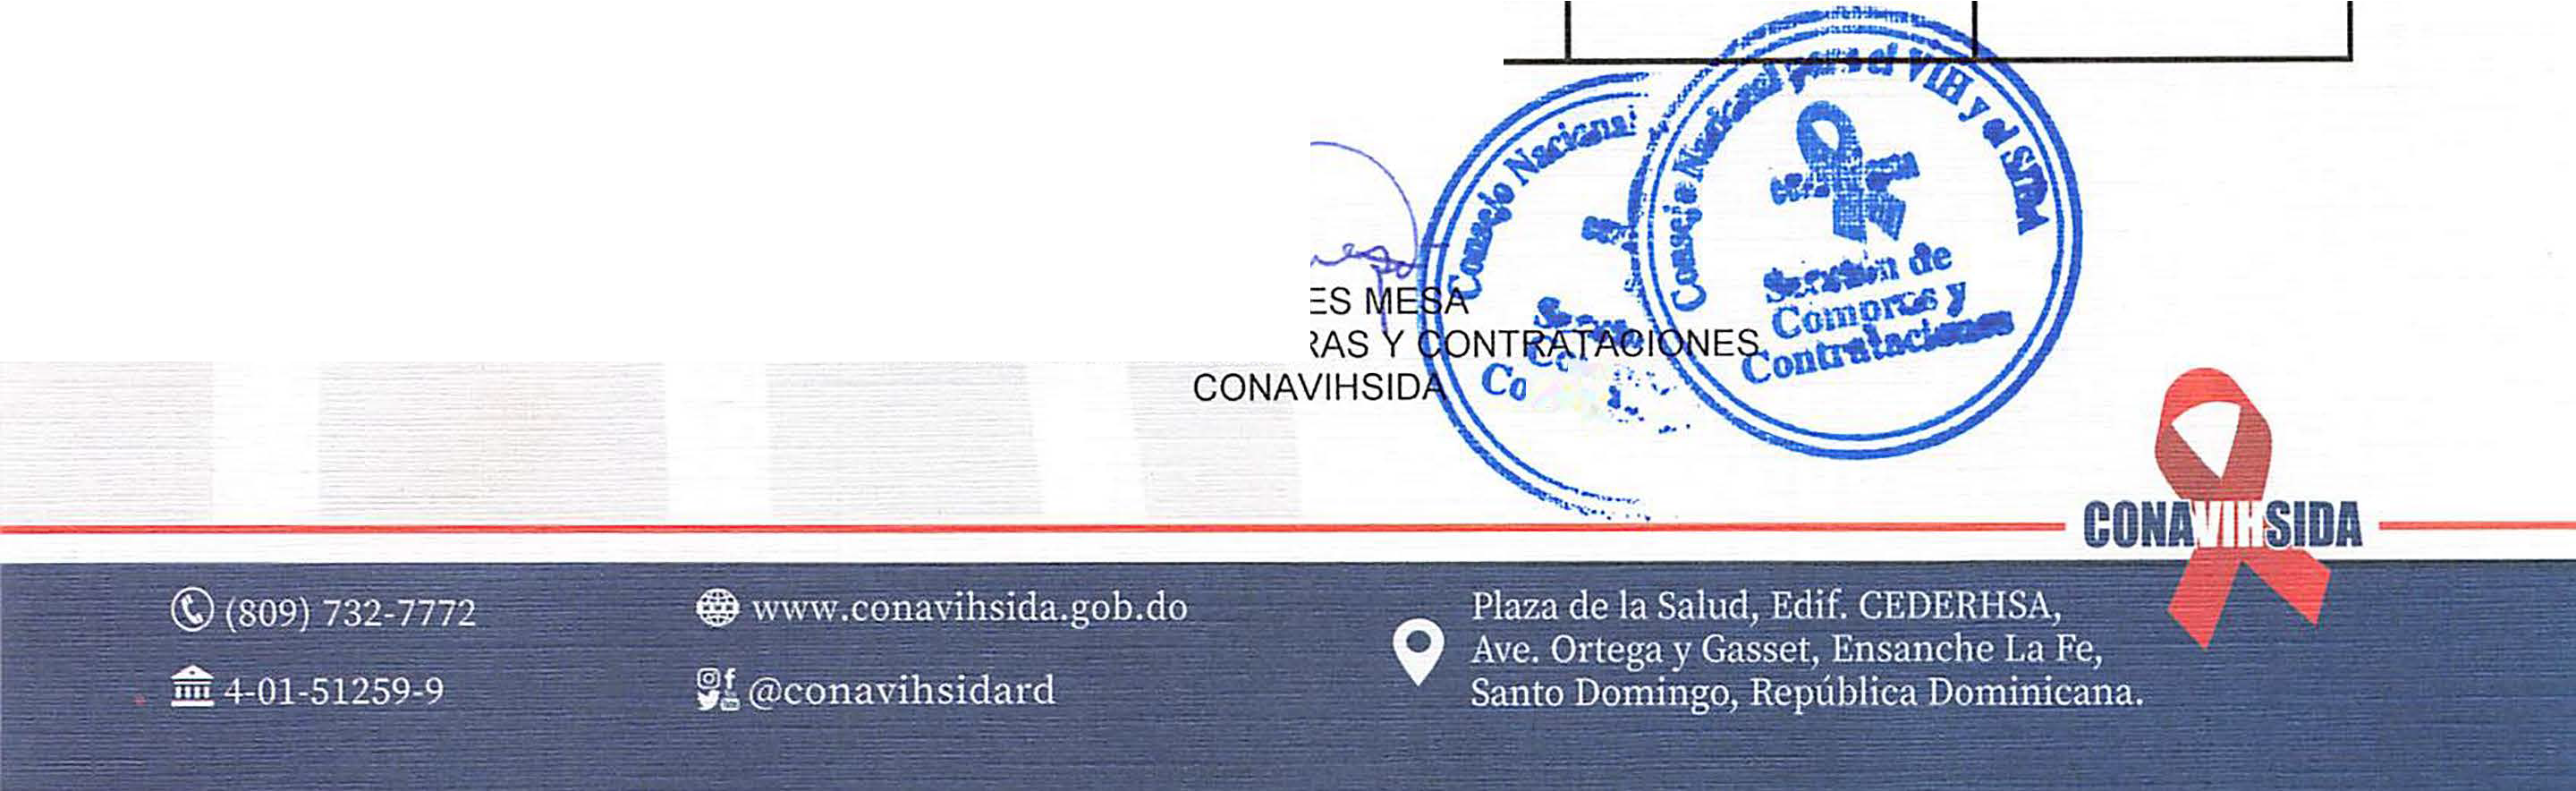 Consejo Nacional para el VIH y el SIDA
Sección de
Compras y
Contrataciones
Consejo Nacional
Co
ES MESA
RAS Y CONTRATACIONES
CONAVIHSIDA
CONAVIHSIDA
(809) 732-7772
4-01-51259-9
www.conavihsida.gob.do
@conavihsidard
Plaza de la Salud, Edif. CEDERHSA,
Ave. Ortega y Gasset, Ensanche La Fe,
Santo Domingo, República Dominicana.